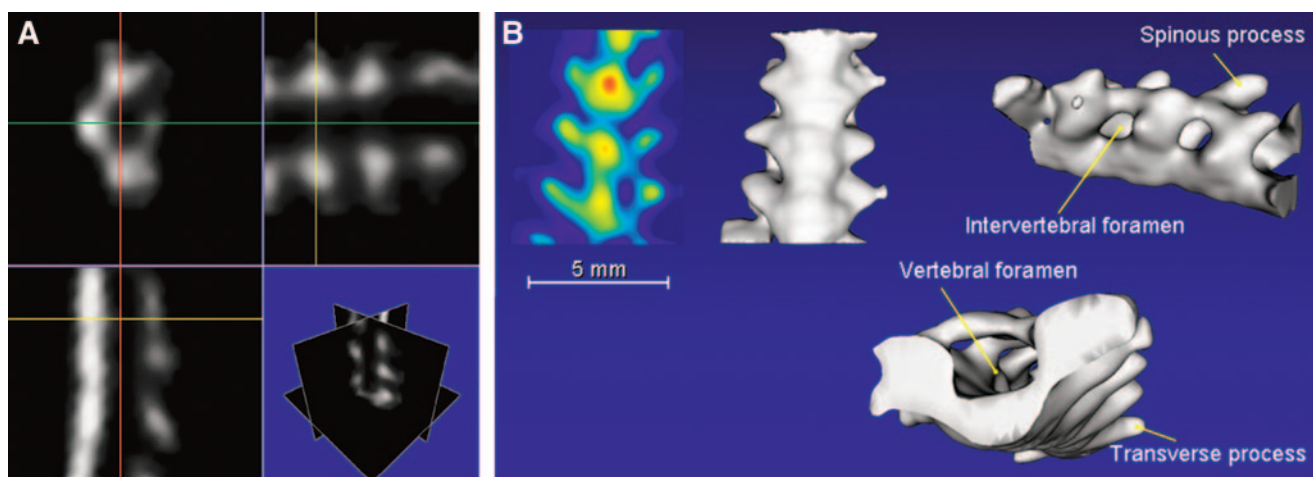 A
B
Spinous process
Intervertebral foramen
5 mm
Vertebral foramen
Transverse process